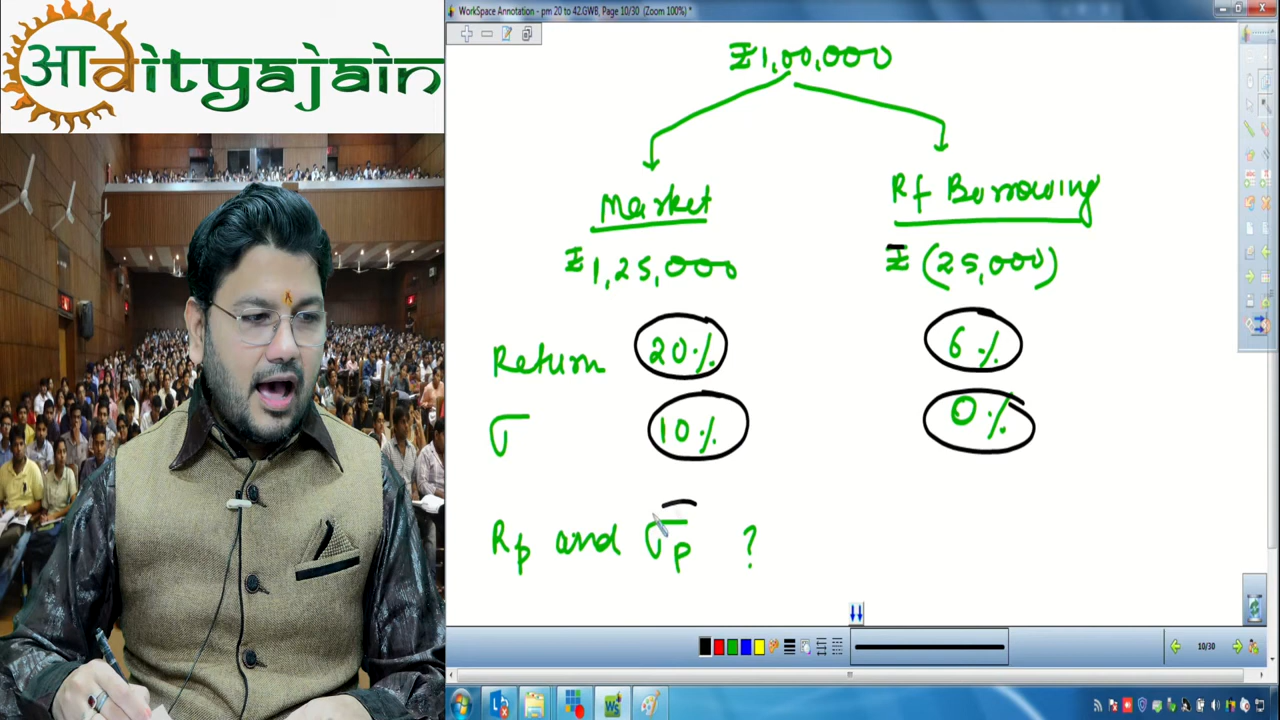 आdityajain
WorkSpace Annotation - pm 20 to 42.GWB, Page 10/30 (Zoom 100%) *
₹1,00,000
Market
Rf Borrowing
₹1,25,000
₹ (25,000)
Return 20% 6%
σ 10% 0%
Rp and σp ?
10/30